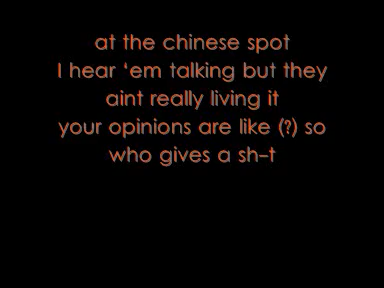 at the chinese spot
I hear ‘em talking but they
aint really living it
your opinions are like (?) so
who gives a sh-t